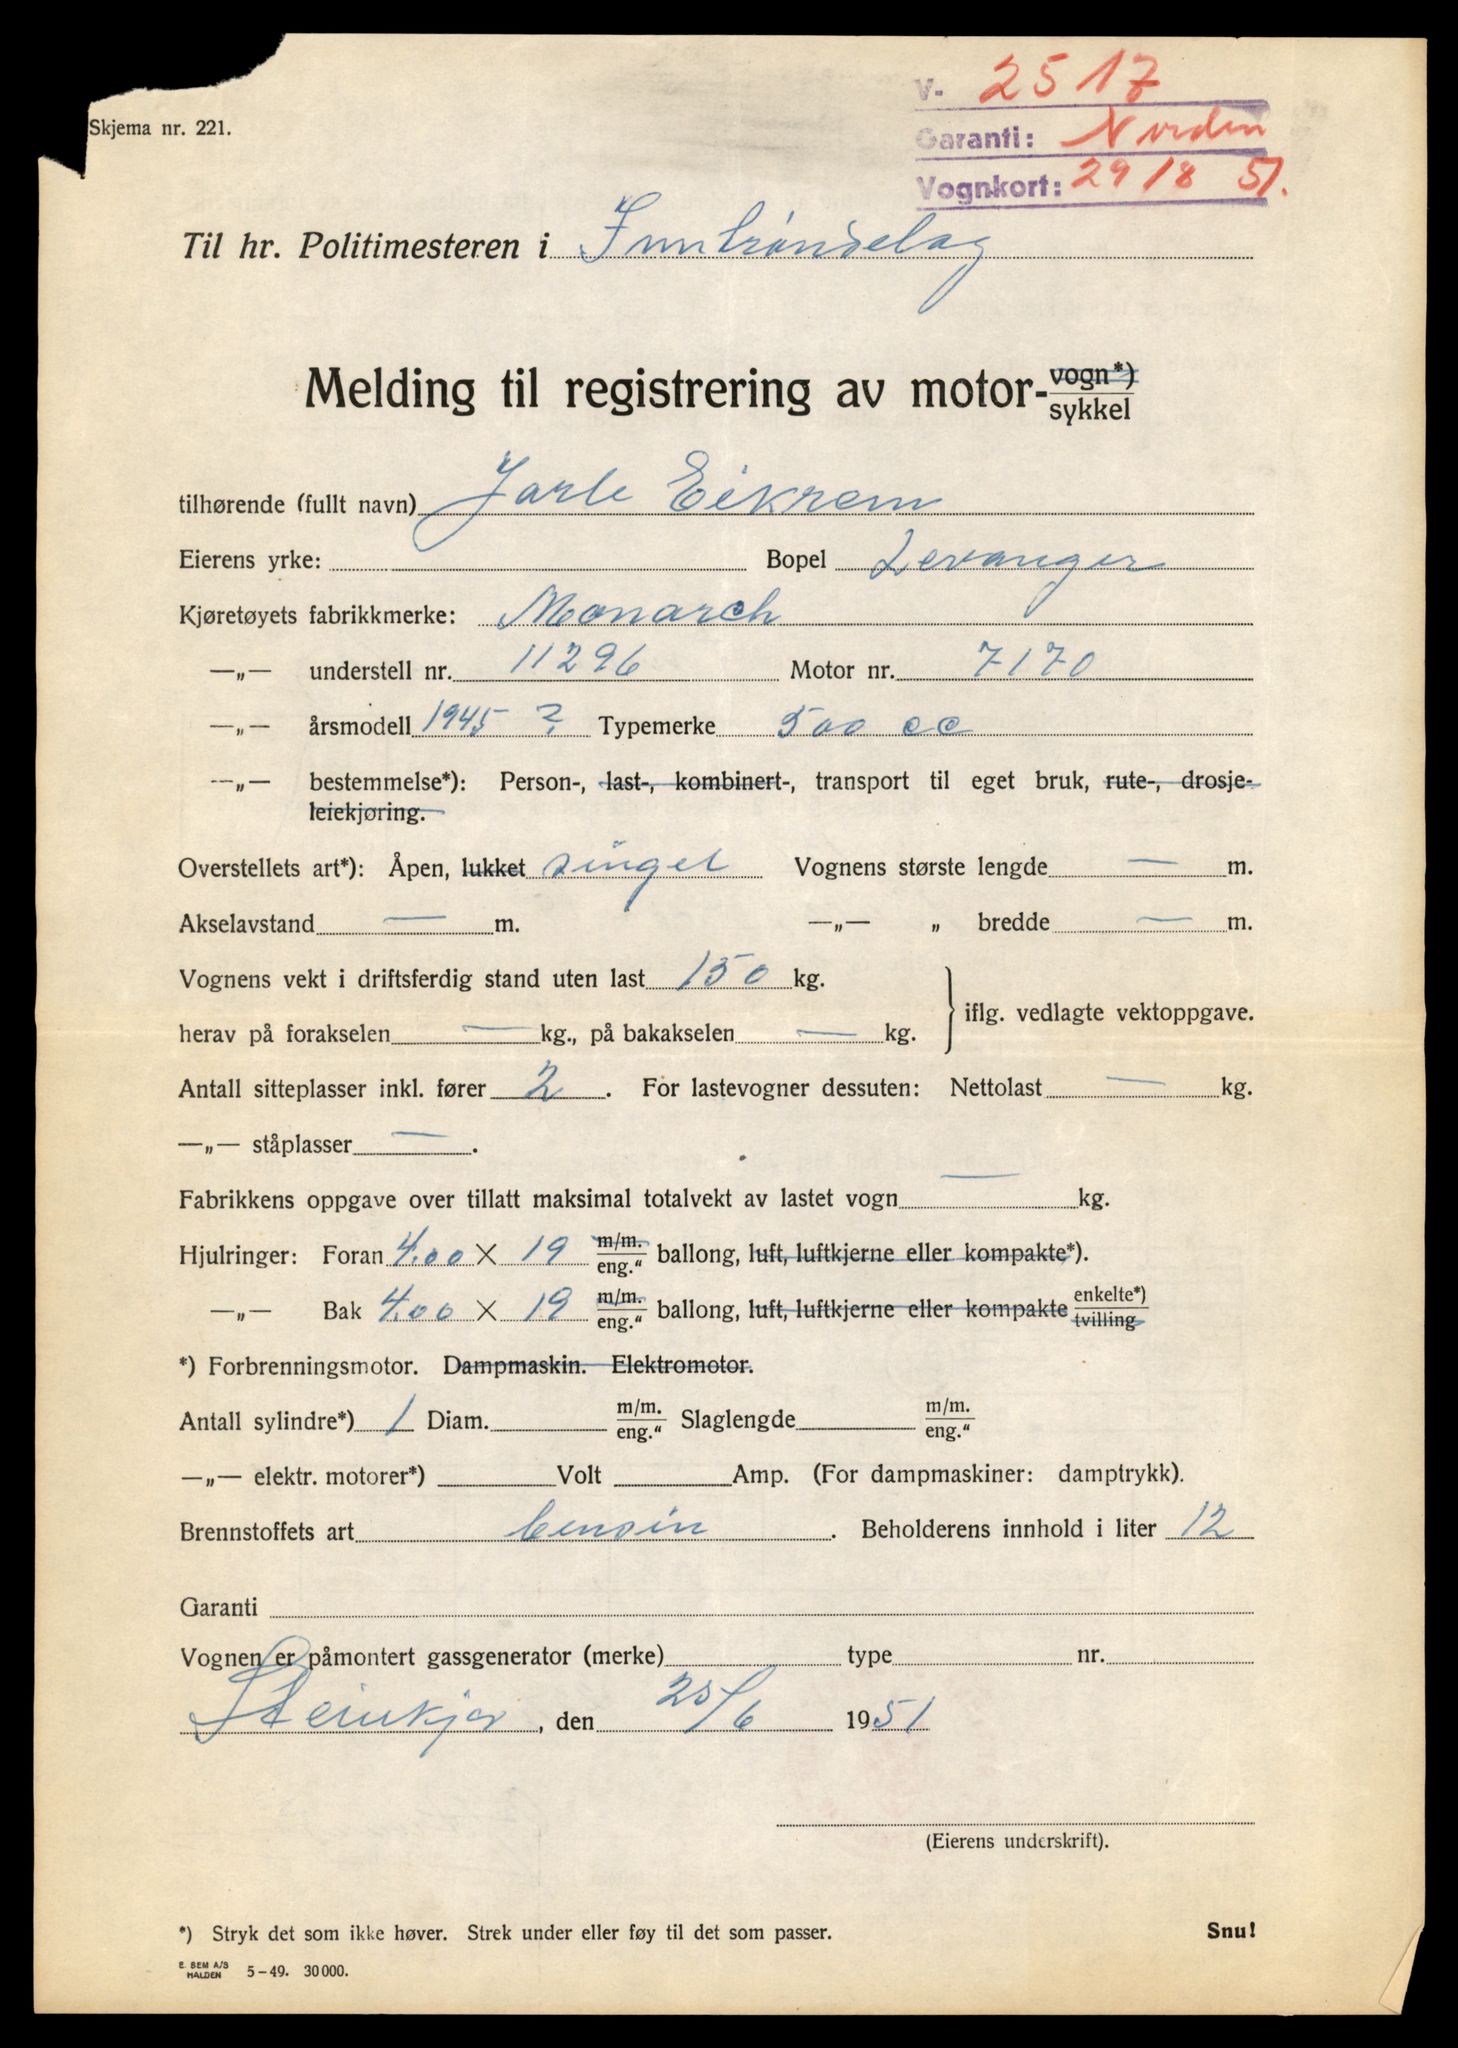 V- 2517
Skjema nr. 221.
Garanti: Norden
Vognkort: 29/8 51.
Til hr. Politimesteren i Inntrøndelag
Melding til registrering av motor-vogn*)
sykkel
tilhørende (fullt navn) Jarle Eikrem
Eierens yrke: Bopel Levanger
Kjøretøyets fabrikkmerke: Monarch
—„— understell nr. 11296 Motor nr. 7170
—„— årsmodell 1945 ? Typemerke 500 cc
—„— bestemmelse*): Person-, last-, kombinert-, transport til eget bruk, rute-, drosje-
leiekjøring.
Overstellets art*): Åpen, lukket singel Vognens største lengde — m.
Akselavstand — m. —„— „ bredde — m.
Vognens vekt i driftsferdig stand uten last 150 kg.
iflg. vedlagte vektoppgave.
herav på forakselen — kg., på bakakselen — kg.
Antall sitteplasser inkl. fører 2. For lastevogner dessuten: Nettolast — kg.
—„— ståplasser —.
Fabrikkens oppgave over tillatt maksimal totalvekt av lastet vogn — kg.
Hjulringer: Foran 4.00 X 19 m/m. eng.“ ballong, luft, luftkjerne eller kompakte*).
—„— Bak 4.00 X 19 m/m. eng.“ ballong, luft, luftkjerne eller kompakte enkelte*) tvilling
*) Forbrenningsmotor. Dampmaskin. Elektromotor.
Antall sylindre*) 1 Diam. m/m. eng.“ Slaglengde m/m. eng.“
—„— elektr. motorer*) Volt Amp. (For dampmaskiner: damptrykk).
Brennstoffets art bensin. Beholderens innhold i liter 12
Garanti
Vognen er påmontert gassgenerator (merke) type nr.
Steinkjer, den 25/6 1951
(Eierens underskrift).
*) Stryk det som ikke høver. Strek under eller føy til det som passer. Snu!
E. SEM A/S
HALDEN 5-49. 30000.